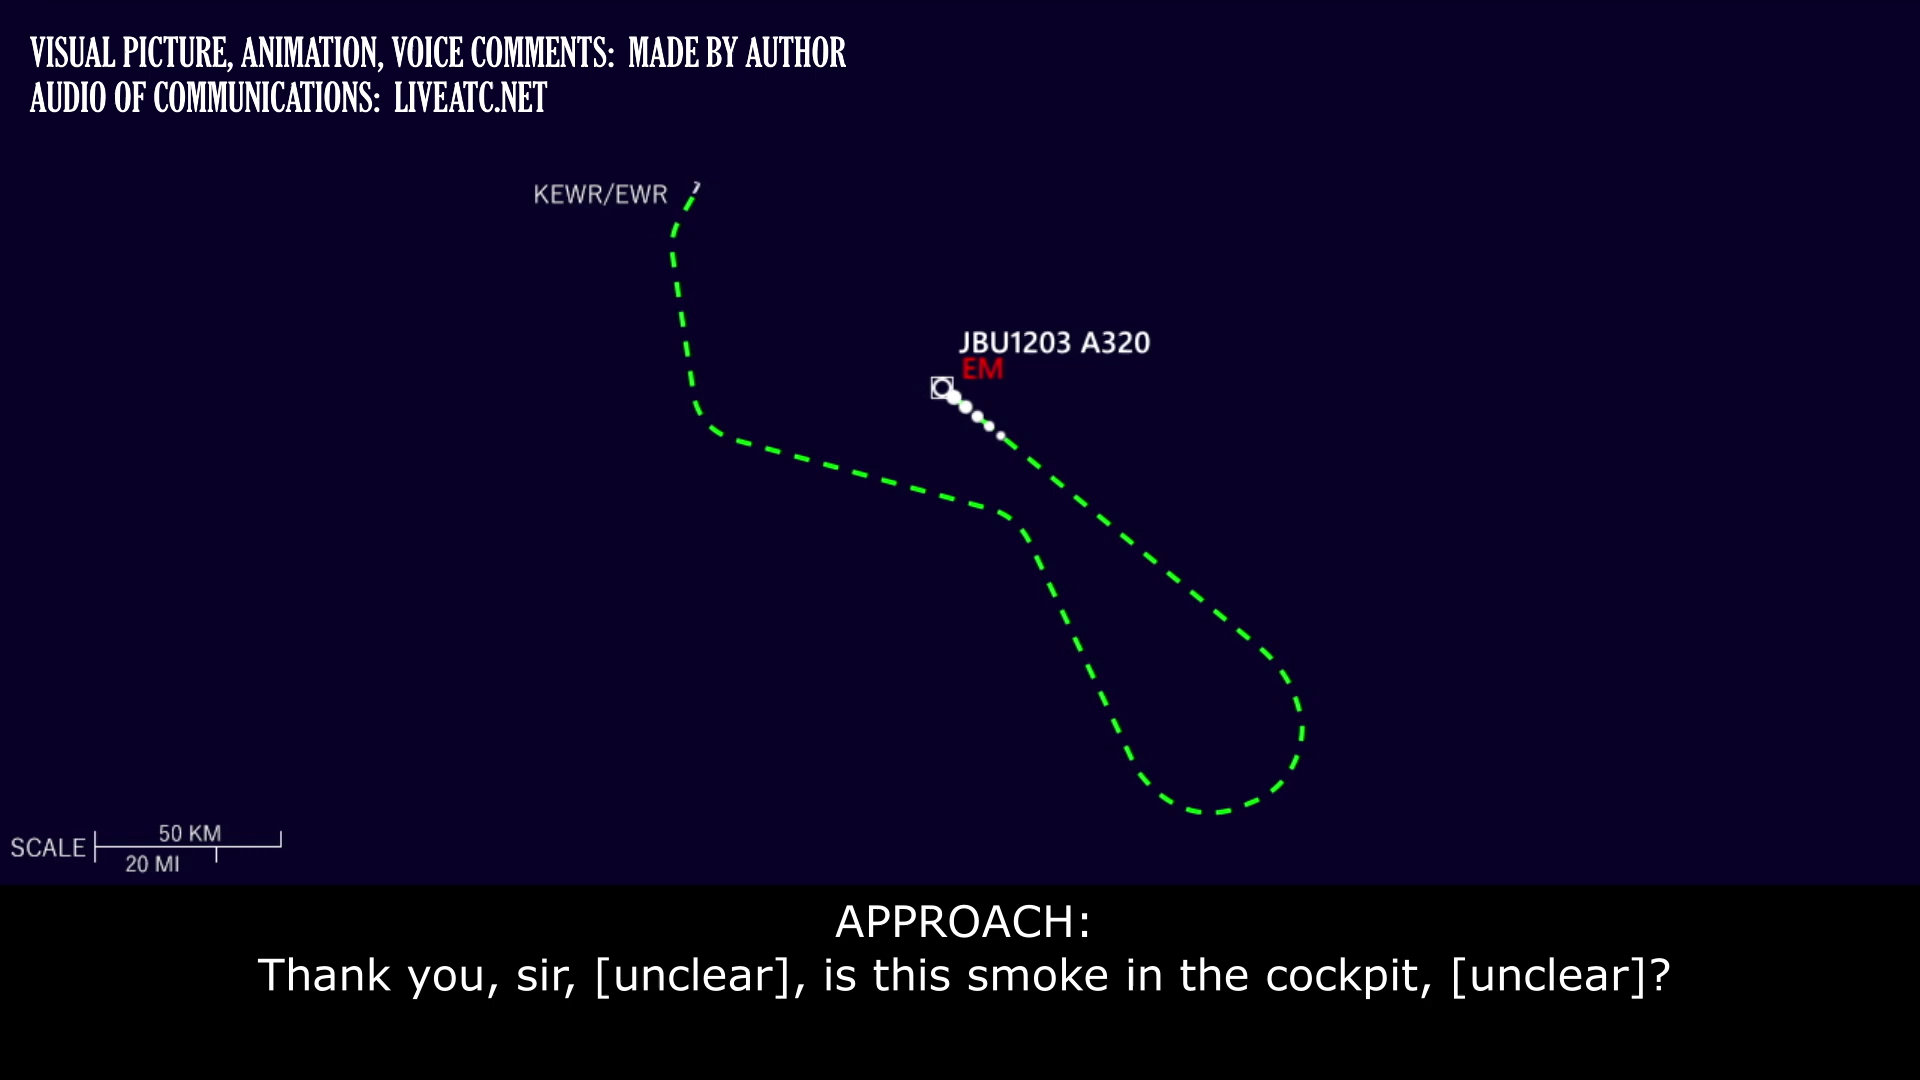 VISUAL PICTURE, ANIMATION, VOICE COMMENTS: MADE BY AUTHOR
AUDIO OF COMMUNICATIONS: LIVEATC.NET
KEWR/EWR
JBU1203 A320
EM
SCALE
50 KM
20 MI
APPROACH:
Thank you, sir, [unclear], is this smoke in the cockpit, [unclear]?